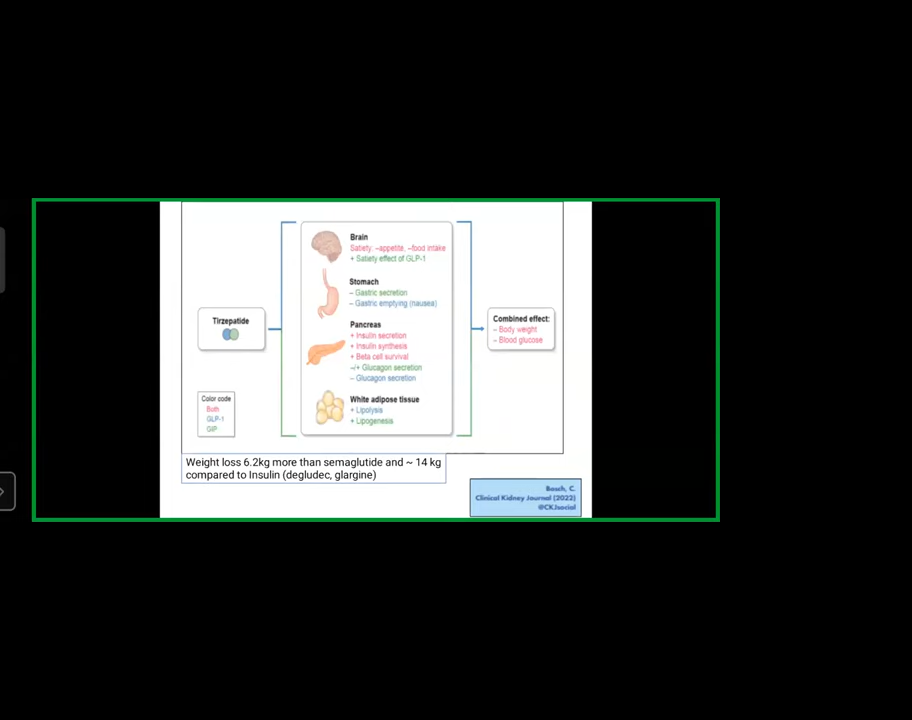 Brain
Satiety: –appetite, –food intake
+ Satiety effect of GLP-1
Stomach
– Gastric secretion
– Gastric emptying (nausea)
Tirzepatide
Pancreas
+ Insulin secretion
+ Insulin synthesis
+ Beta cell survival
–/+ Glucagon secretion
– Glucagon secretion
White adipose tissue
+ Lipolysis
+ Lipogenesis
Combined effect:
– Body weight
– Blood glucose
Color code
Both
GLP-1
GIP
Weight loss 6.2kg more than semaglutide and ~ 14 kg
compared to Insulin (degludec, glargine)
Bosch, C.
Clinical Kidney Journal (2022)
@CKJsocial